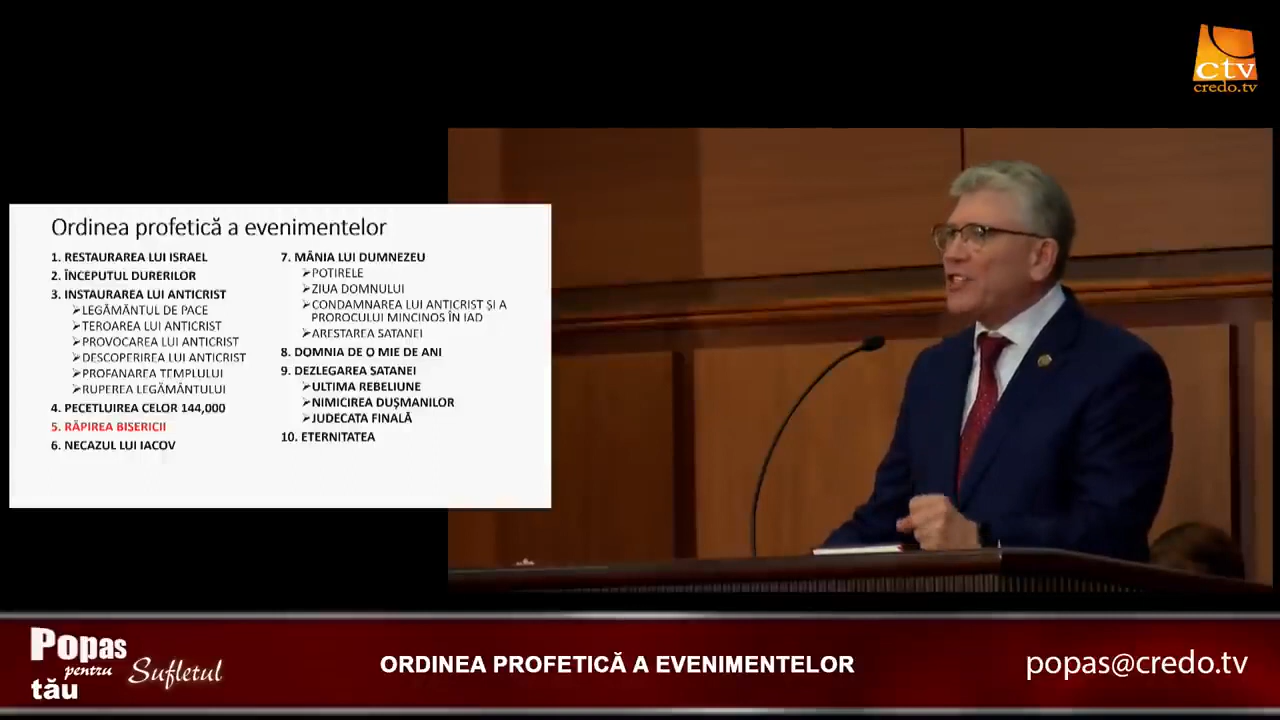 ctv
credo.tv
Ordinea profetică a evenimentelor
1. RESTAURAREA LUI ISRAEL
2. ÎNCEPUTUL DURERILOR
3. INSTAURAREA LUI ANTICRIST
➢LEGĂMÂNTUL DE PACE
➢TEROAREA LUI ANTICRIST
➢PROVOCAREA LUI ANTICRIST
➢DESCOPERIREA LUI ANTICRIST
➢PROFANAREA TEMPLULUI
➢RUPEREA LEGĂMÂNTULUI
4. PECETLUIREA CELOR 144,000
5. RĂPIREA BISERICII
6. NECAZUL LUI IACOV
7. MÂNIA LUI DUMNEZEU
➢POTIRELE
➢ZIUA DOMNULUI
➢CONDAMNAREA LUI ANTICRIST ȘI A
PROROCULUI MINCINOS ÎN IAD
➢ARESTAREA SATANEI
8. DOMNIA DE O MIE DE ANI
9. DEZLEGAREA SATANEI
➢ULTIMA REBELIUNE
➢NIMICIREA DUȘMANILOR
➢JUDECATA FINALĂ
10. ETERNITATEA
Popas
pentru
tău Sufletul
ORDINEA PROFETICĂ A EVENIMENTELOR
popas@credo.tv